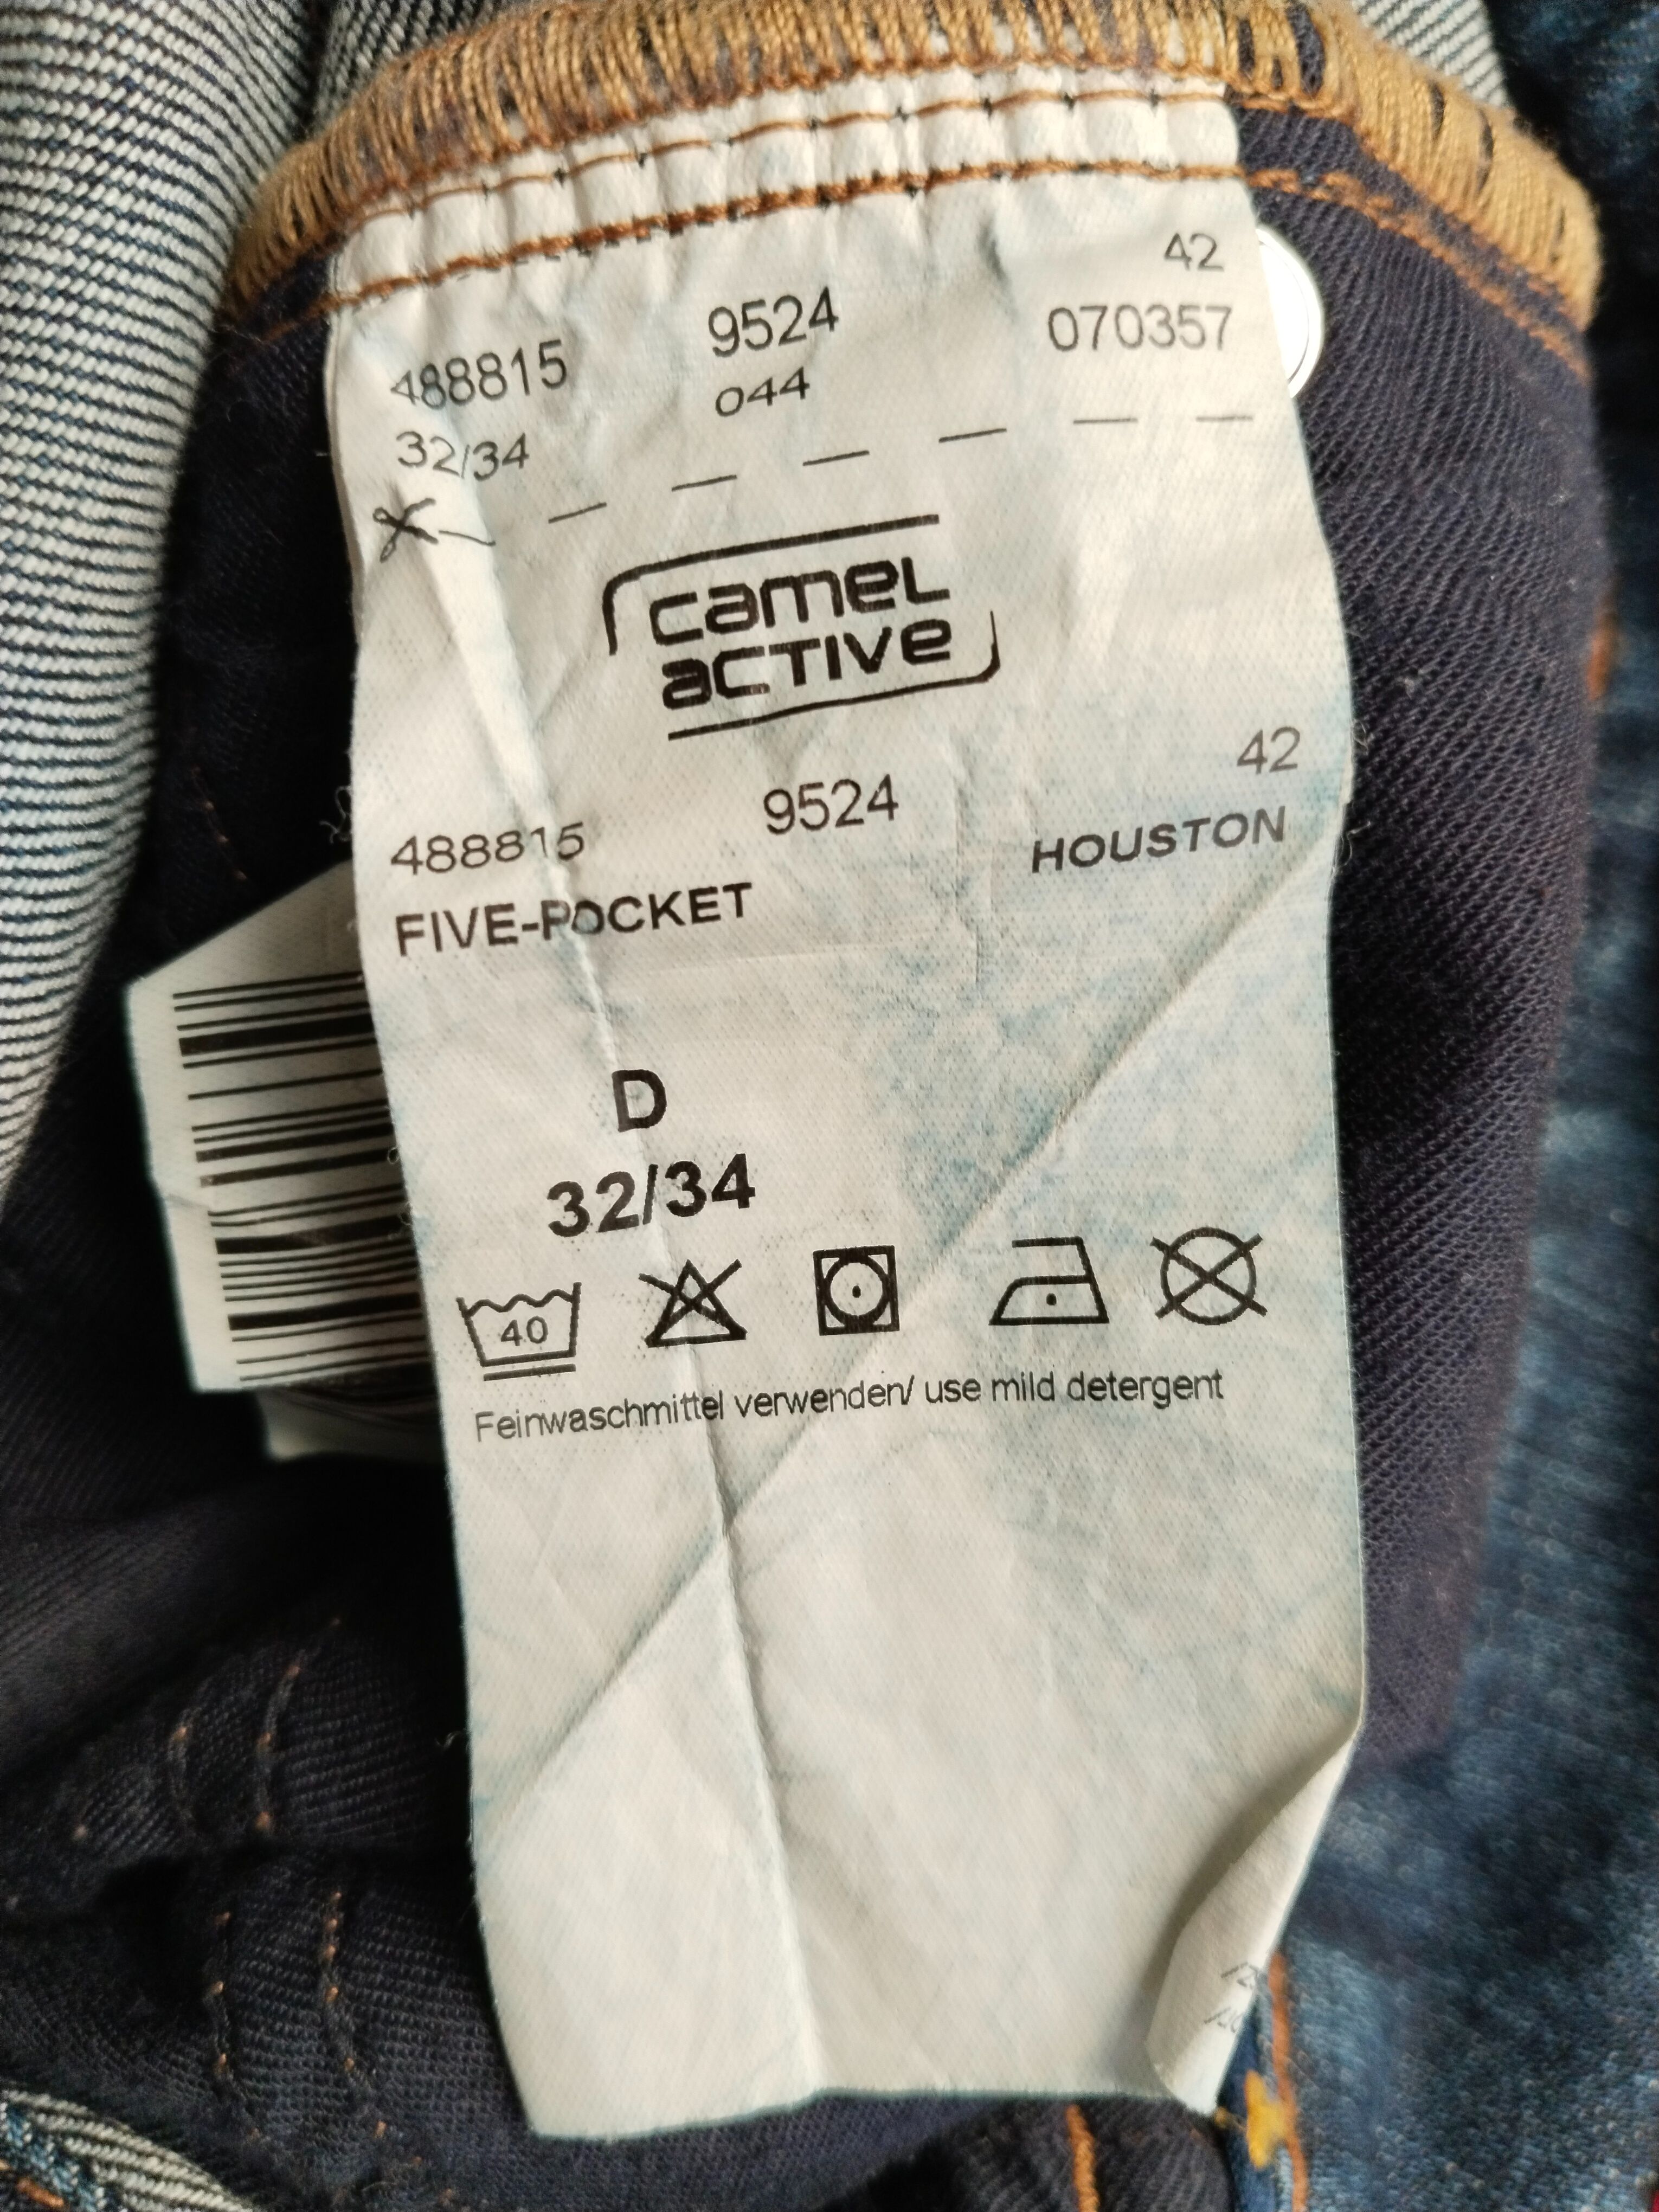 42
488815 9524 070357
32/34 044
camel
active
42
488815 9524 HOUSTON
FIVE-POCKET
D
32/34
40
Feinwaschmittel verwenden/ use mild detergent